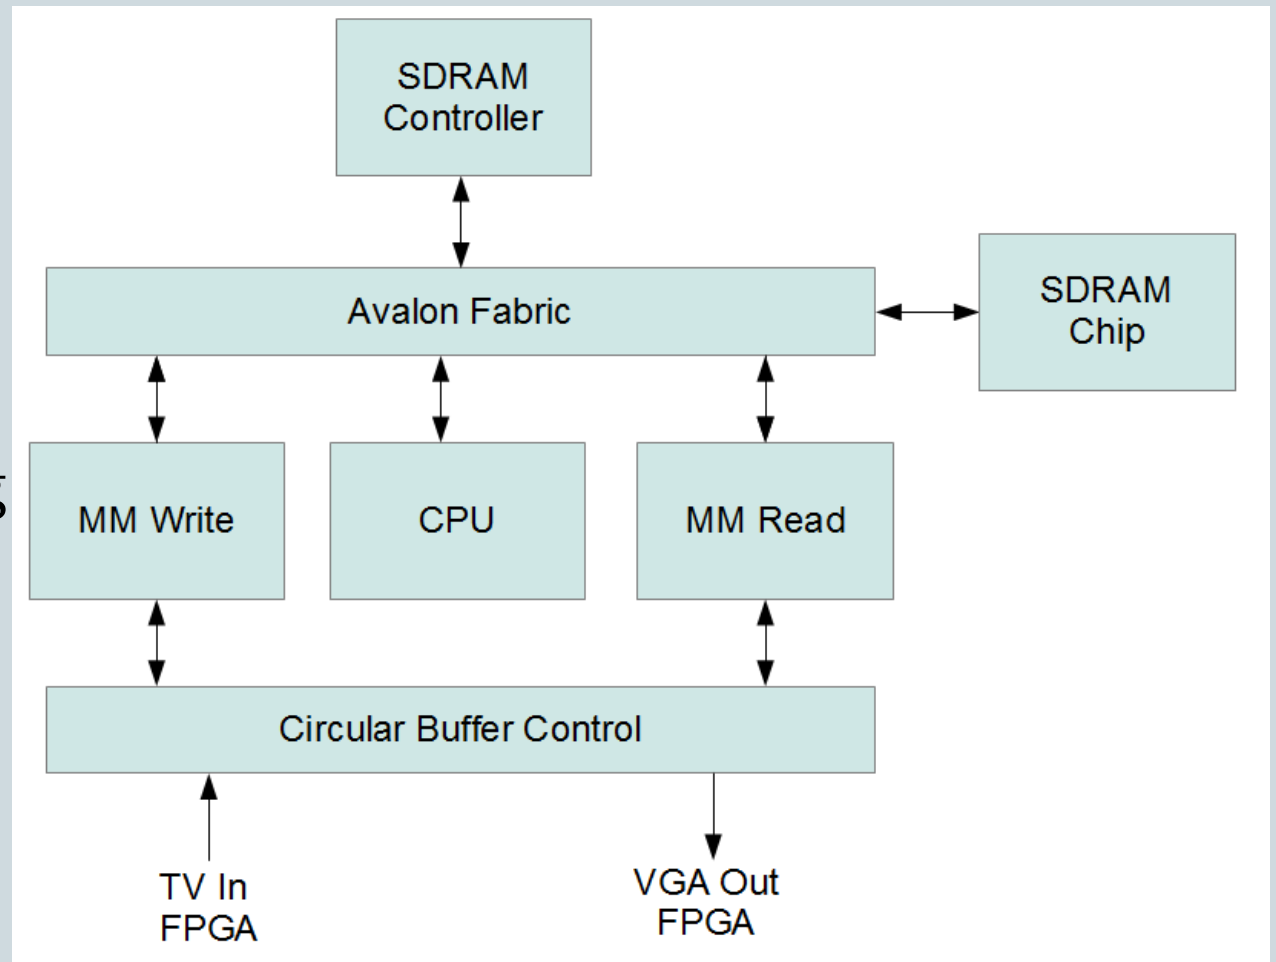 SDRAM
Controller
Avalon Fabric
SDRAM
Chip
MM Write
CPU
MM Read
Circular Buffer Control
TV In
FPGA
VGA Out
FPGA